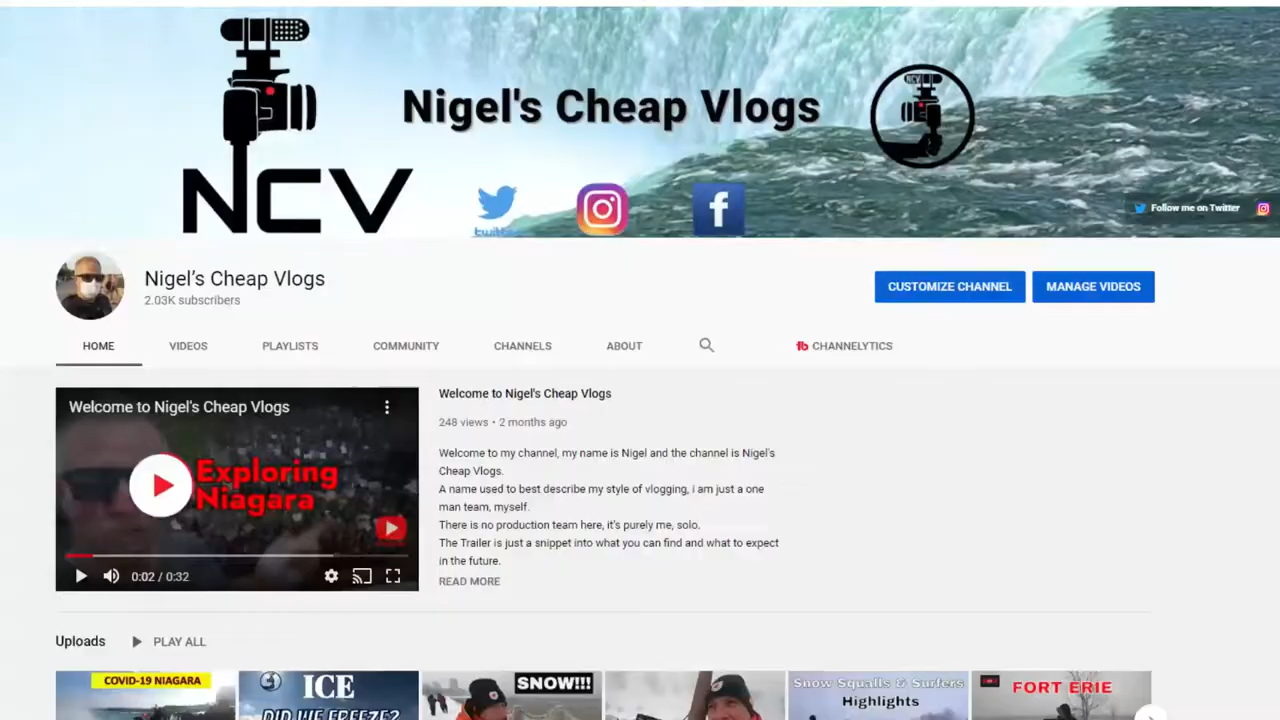 NCV
Nigel's Cheap Vlogs
NCV
twitter
f
Follow me on Twitter
Nigel's Cheap Vlogs
2.03K subscribers
CUSTOMIZE CHANNEL
MANAGE VIDEOS
HOME
VIDEOS
PLAYLISTS
COMMUNITY
CHANNELS
ABOUT
tb CHANNELYTICS
Welcome to Nigel's Cheap Vlogs
Exploring
Niagara
0:02 / 0:32
Welcome to Nigel's Cheap Vlogs
248 views • 2 months ago
Welcome to my channel, my name is Nigel and the channel is Nigel's
Cheap Vlogs.
A name used to best describe my style of vlogging, i am just a one
man team, myself.
There is no production team here, it's purely me, solo.
The Trailer is just a snippet into what you can find and what to expect
in the future.
READ MORE
Uploads
PLAY ALL
COVID-19 NIAGARA
ICE
DID WE FREEZE?
SNOW!!!
Snow Squalls & Surfers
Highlights
FORT ERIE